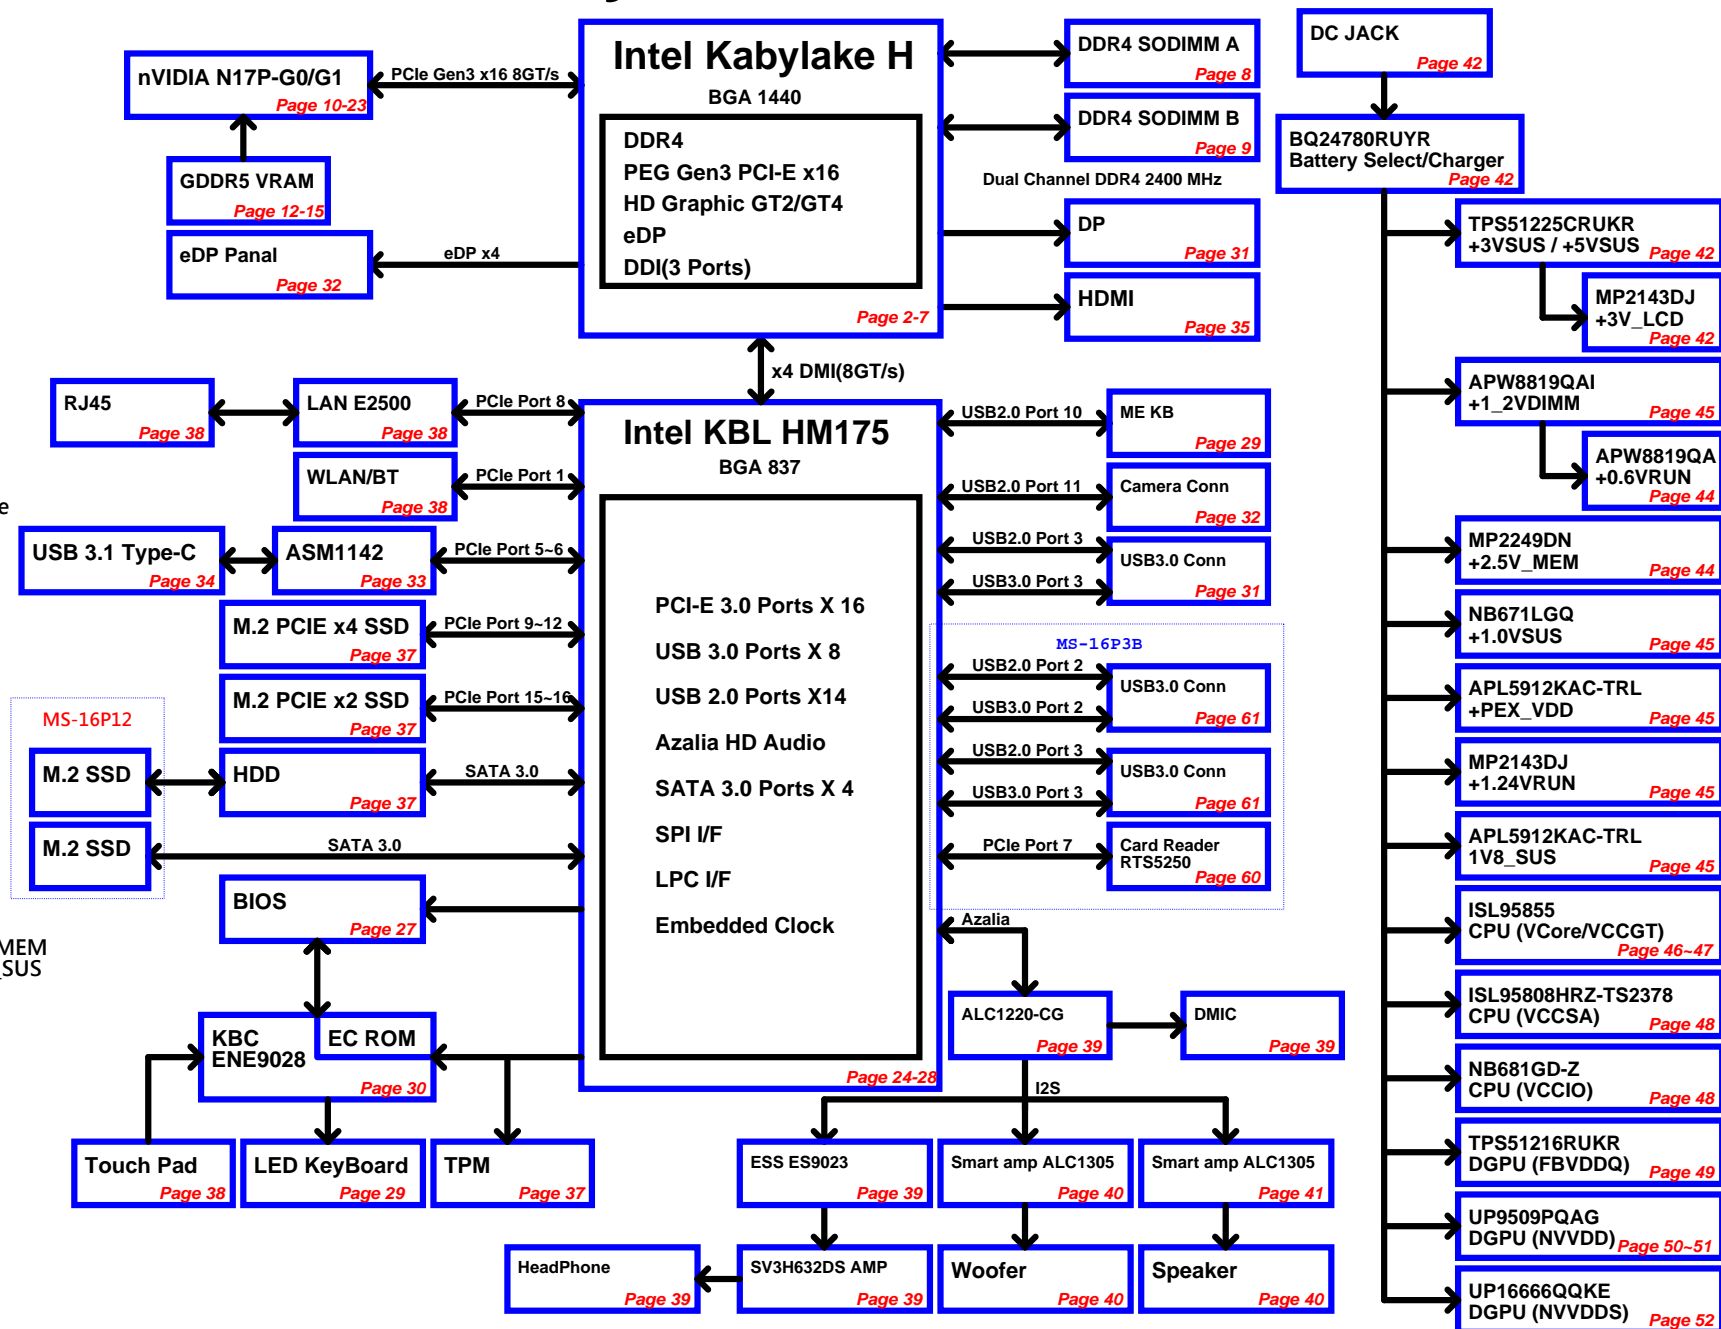 Intel Kabylake H
BGA 1440
DDR4
PEG Gen3 PCI-E x16
HD Graphic GT2/GT4
eDP
DDI(3 Ports)
Page 2-7
nVIDIA N17P-G0/G1
Page 10-23
PCIe Gen3 x16 8GT/s
GDDR5 VRAM
Page 12-15
eDP Panal
Page 32
eDP x4
DDR4 SODIMM A
Page 8
DDR4 SODIMM B
Page 9
Dual Channel DDR4 2400 MHz
DP
Page 31
HDMI
Page 35
x4 DMI(8GT/s)
RJ45
Page 38
LAN E2500
Page 38
PCIe Port 8
WLAN/BT
Page 38
PCIe Port 1
e
USB 3.1 Type-C
Page 34
ASM1142
Page 33
PCIe Port 5~6
M.2 PCIE x4 SSD
Page 37
PCIe Port 9~12
M.2 PCIE x2 SSD
Page 37
PCIe Port 15~16
MS-16P12
M.2 SSD
HDD
Page 37
SATA 3.0
M.2 SSD
SATA 3.0
BIOS
Page 27
MEM
_SUS
KBC
ENE9028
EC ROM
Page 30
Touch Pad
Page 38
LED KeyBoard
Page 29
TPM
Page 37
Intel KBL HM175
BGA 837
PCI-E 3.0 Ports X 16
USB 3.0 Ports X 8
USB 2.0 Ports X14
Azalia HD Audio
SATA 3.0 Ports X 4
SPI I/F
LPC I/F
Embedded Clock
Page 24-28
USB2.0 Port 10
ME KB
Page 29
USB2.0 Port 11
Camera Conn
Page 32
USB2.0 Port 3
USB3.0 Port 3
USB3.0 Conn
Page 31
MS-16P3B
USB2.0 Port 2
USB3.0 Port 2
USB3.0 Conn
Page 61
USB2.0 Port 3
USB3.0 Port 3
USB3.0 Conn
Page 61
PCIe Port 7
Card Reader
RTS5250
Page 60
Azalia
ALC1220-CG
Page 39
DMIC
Page 39
I2S
ESS ES9023
Page 39
Smart amp ALC1305
Page 40
Smart amp ALC1305
Page 41
HeadPhone
Page 39
SV3H632DS AMP
Page 39
Woofer
Page 40
Speaker
Page 40
DC JACK
Page 42
BQ24780RUYR
Battery Select/Charger
Page 42
TPS51225CRUKR
+3VSUS / +5VSUS
Page 42
MP2143DJ
+3V_LCD
Page 42
APW8819QAI
+1_2VDIMM
Page 45
APW8819QA
+0.6VRUN
Page 44
MP2249DN
+2.5V_MEM
Page 44
NB671LGQ
+1.0VSUS
Page 45
APL5912KAC-TRL
+PEX_VDD
Page 45
MP2143DJ
+1.24VRUN
Page 45
APL5912KAC-TRL
1V8_SUS
Page 45
ISL95855
CPU (VCore/VCCGT)
Page 46~47
ISL95808HRZ-TS2378
CPU (VCCSA)
Page 48
NB681GD-Z
CPU (VCCIO)
Page 48
TPS51216RUKR
DGPU (FBVDDQ)
Page 49
UP9509PQAG
DGPU (NVVDD)
Page 50~51
UP16666QQKE
DGPU (NVVDDS)
Page 52